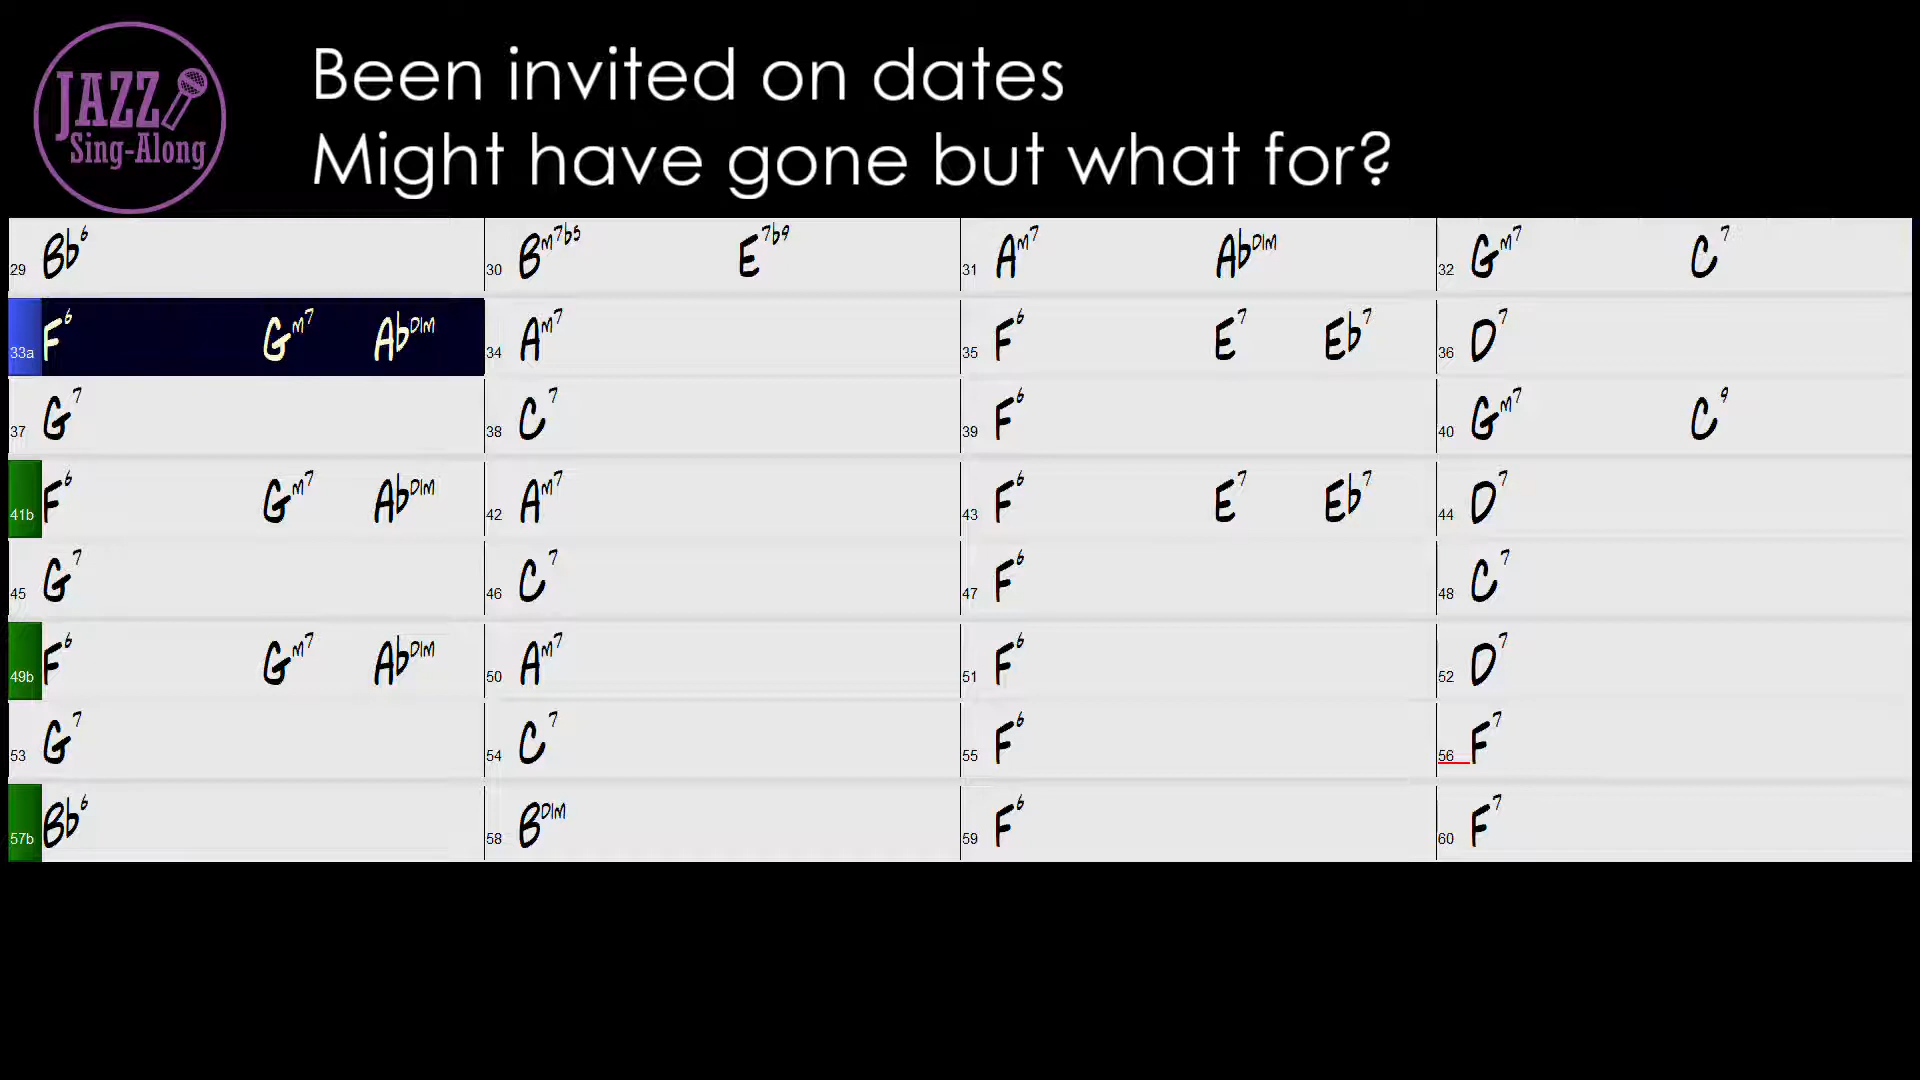 JAZZ
Sing-Along
Been invited on dates
Might have gone but what for?
29 Bb6 30 Bm7b5 E7b9 31 Am7 AbDIM 32 Gm7 C7
33a F6 Gm7 AbDIM 34 Am7 35 F6 E7 Eb7 36 D7
37 G7 38 C7 39 F6 40 Gm7 C9
41b F6 Gm7 AbDIM 42 Am7 43 F6 E7 Eb7 44 D7
45 G7 46 C7 47 F6 48 C7
49b F6 Gm7 AbDIM 50 Am7 51 F6 52 D7
53 G7 54 C7 55 F6 56 F7
57b Bb6 58 BDIM 59 F6 60 F7